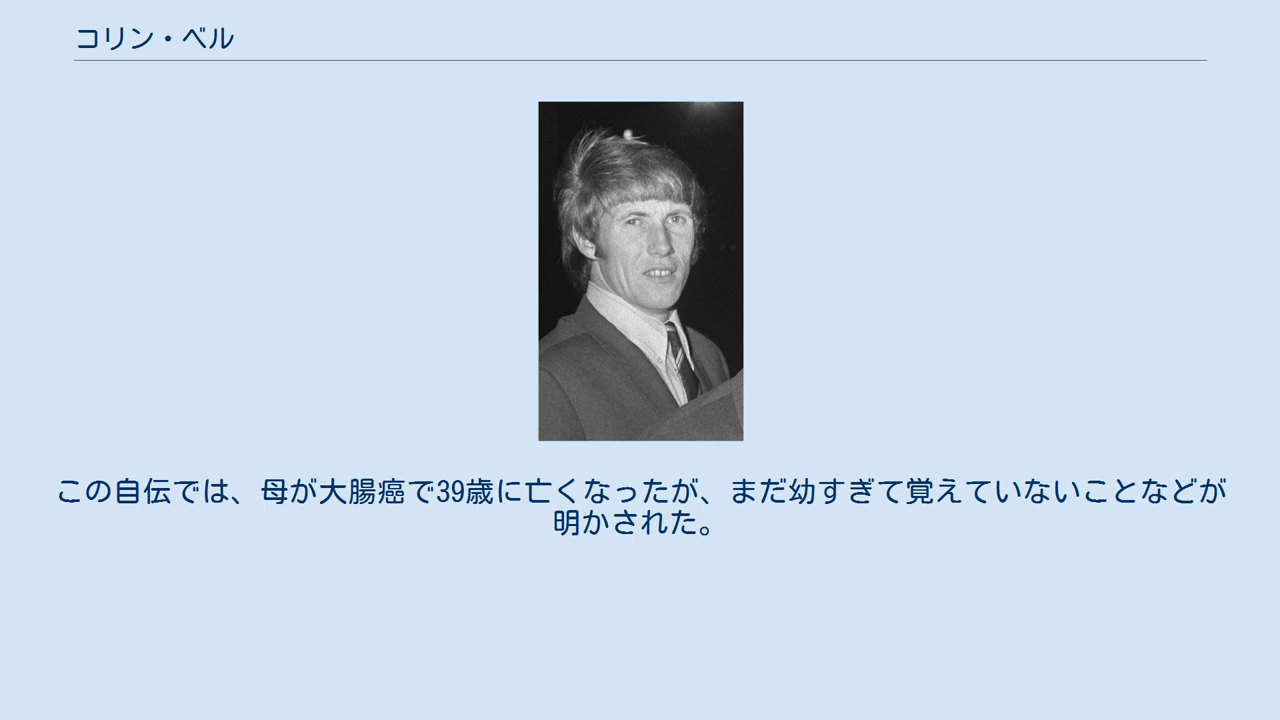 コリン・ベル
この自伝では、母が大腸癌で39歳に亡くなったが、まだ幼すぎて覚えていないことなどが
明かされた。